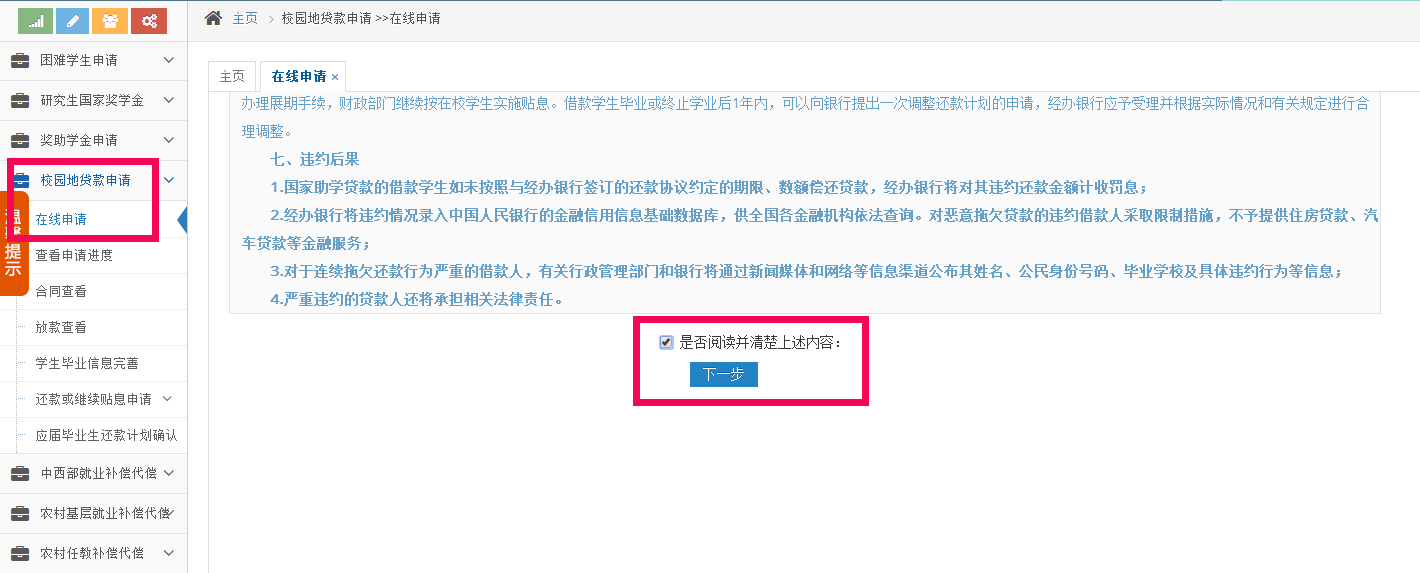 主页 校园地贷款申请 >>在线申请
困难学生申请
研究生国家奖学金
奖助学金申请
校园地贷款申请
在线申请
查看申请进度
合同查看
放款查看
学生毕业信息完善
还款或继续贴息申请
应届毕业生还款计划确认
中西部就业补偿代偿
农村基层就业补偿代偿
农村任教补偿代偿
提示
主页 在线申请 ×
办理展期手续，财政部门继续按在校学生实施贴息。借款学生毕业或终止学业后1年内，可以向银行提出一次调整还款计划的申请，经办银行应予受理并根据实际情况和有关规定进行合
理调整。
七、违约后果
1.国家助学贷款的借款学生如未按照与经办银行签订的还款协议约定的期限、数额偿还贷款，经办银行将对其违约还款金额计收罚息；
2.经办银行将违约情况录入中国人民银行的金融信用信息基础数据库，供全国各金融机构依法查询。对恶意拖欠贷款的违约借款人采取限制措施，不予提供住房贷款、汽
车贷款等金融服务；
3.对于连续拖欠还款行为严重的借款人，有关行政管理部门和银行将通过新闻媒体和网络等信息渠道公布其姓名、公民身份号码、毕业学校及具体违约行为等信息；
4.严重违约的贷款人还将承担相关法律责任。
是否阅读并清楚上述内容：
下一步